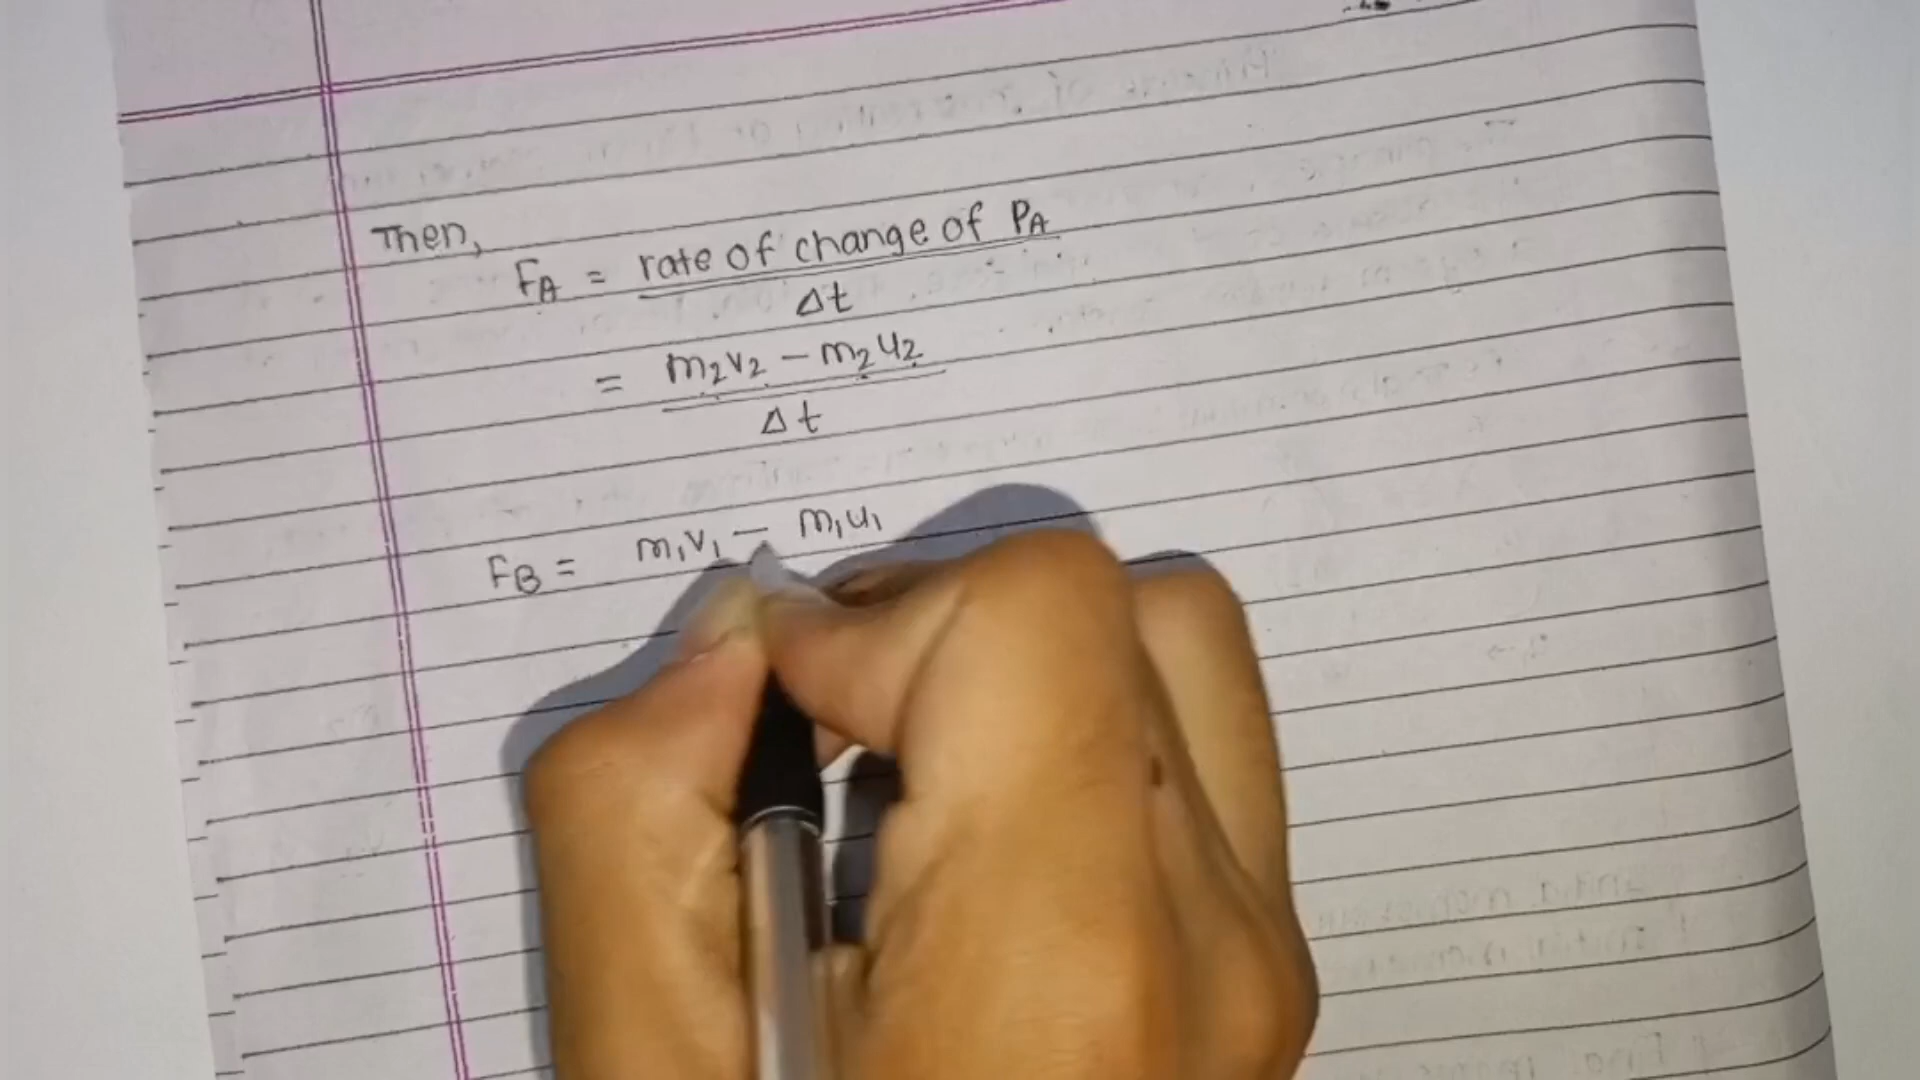 Then,
FA = rate of change of PA
Δt
= m2v2 - m2u2
Δt
FB = m1v1 - m1u1